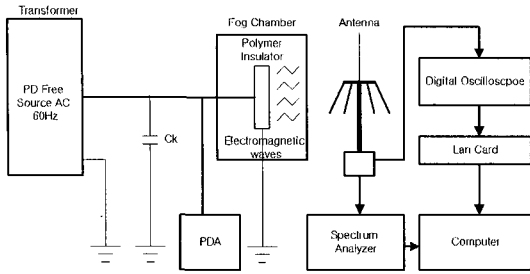 Transformer
PD Free
Source AC
60Hz
Ck
PDA
Fog Chamber
Polymer
Insulator
Electromagnetic
waves
Antenna
Spectrum
Analyzer
Digital Oscilloscpoe
Lan Card
Computer